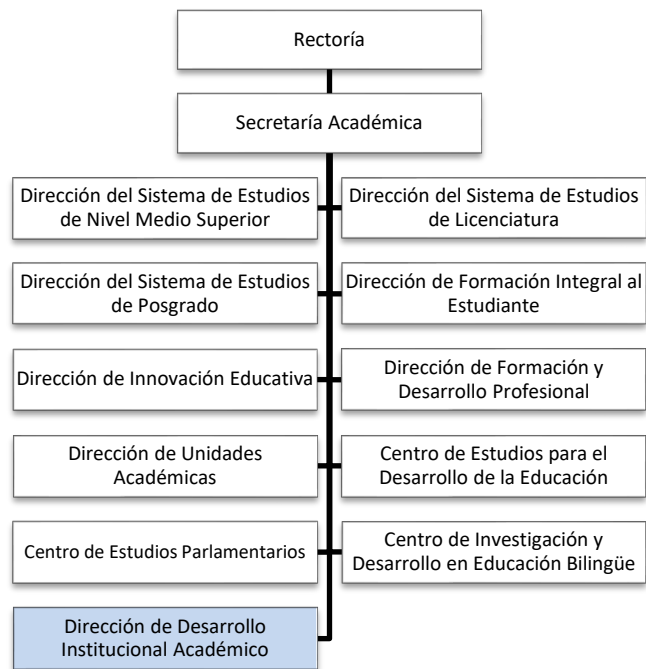 Rectoría
Secretaría Académica
Dirección del Sistema de Estudios
de Nivel Medio Superior
Dirección del Sistema de Estudios
de Licenciatura
Dirección del Sistema de Estudios
de Posgrado
Dirección de Formación Integral al
Estudiante
Dirección de Innovación Educativa
Dirección de Formación y
Desarrollo Profesional
Dirección de Unidades
Académicas
Centro de Estudios para el
Desarrollo de la Educación
Centro de Estudios Parlamentarios
Centro de Investigación y
Desarrollo en Educación Bilingüe
Dirección de Desarrollo
Institucional Académico